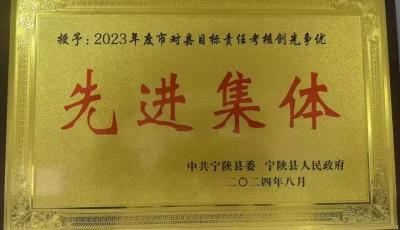 授予：2023年度市对县目标责任考核创先争优
先进集体
中共宁陕县委 宁陕县人民政府
二〇二四年八月